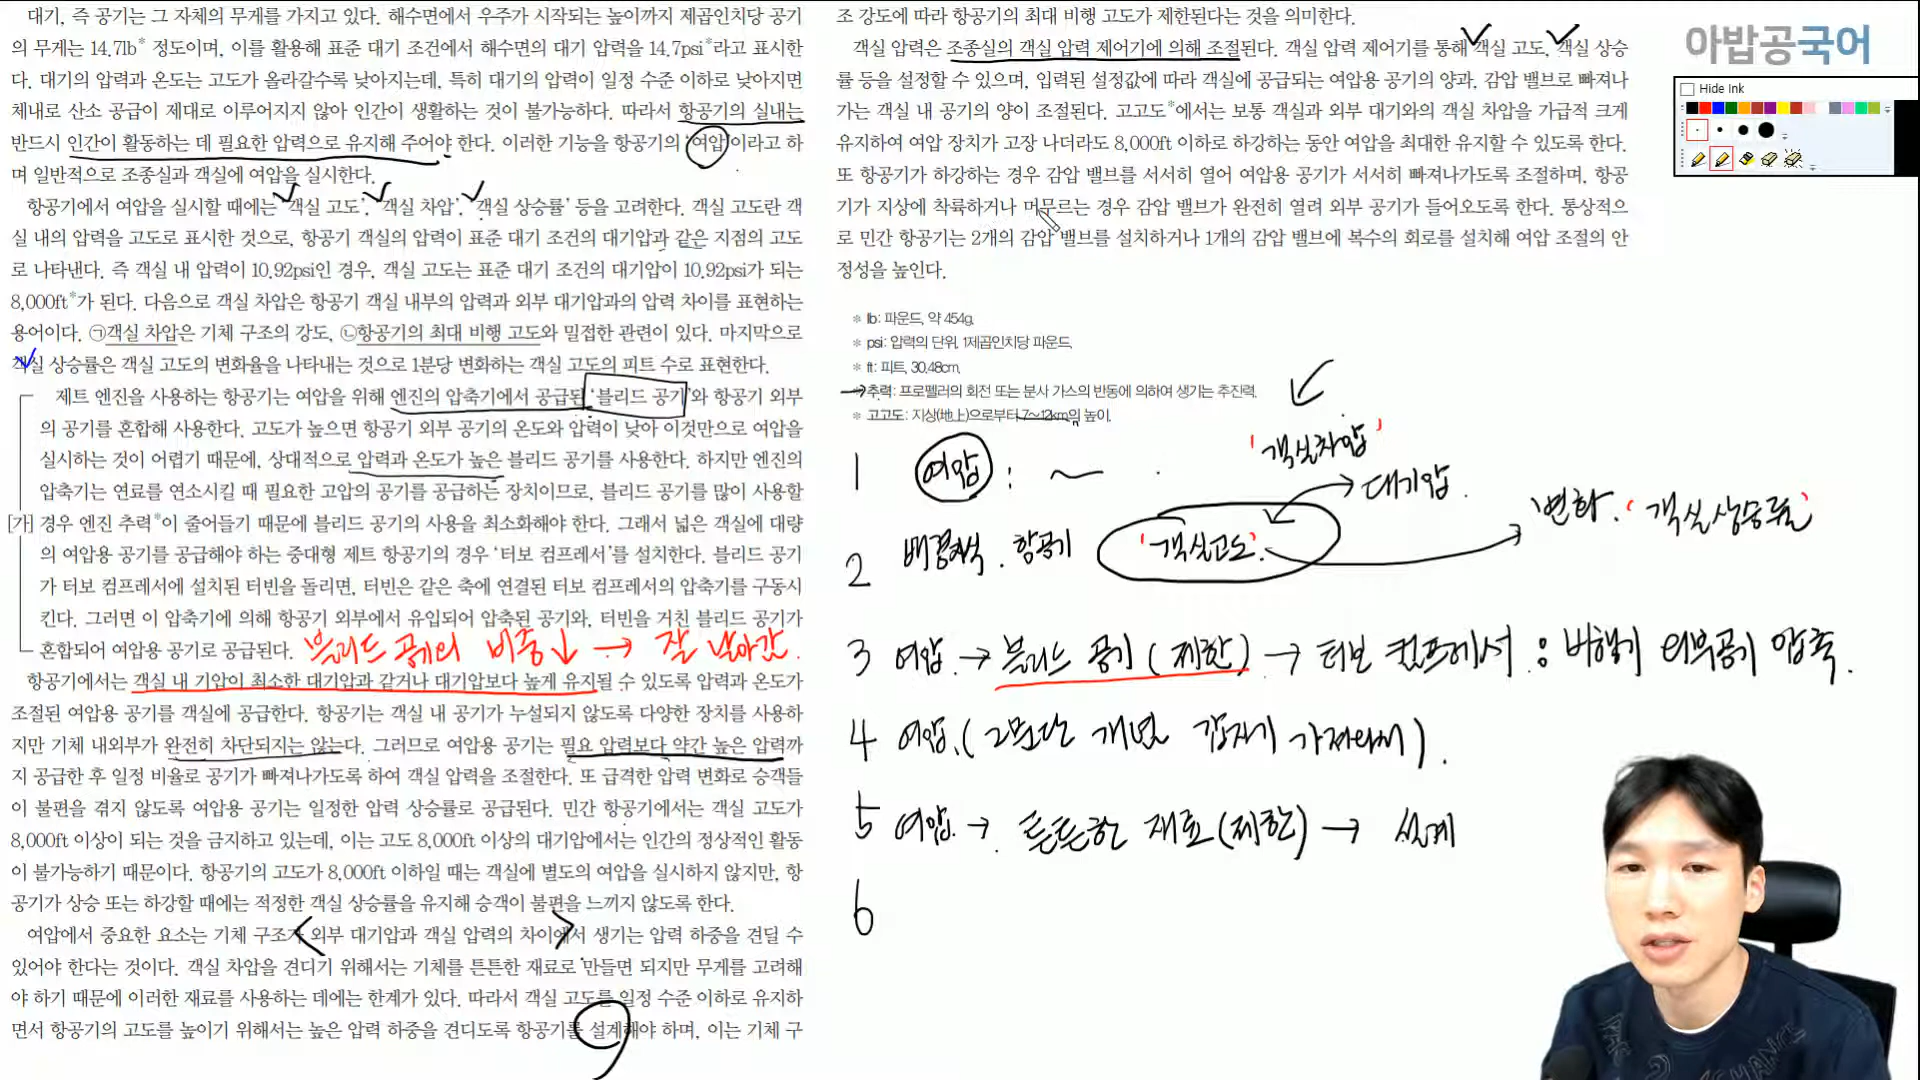 대기, 즉 공기는 그 자체의 무게를 가지고 있다. 해수면에서 우주가 시작되는 높이까지 제곱인치당 공기
의 무게는 14.7lb* 정도이며, 이를 활용해 표준 대기 조건에서 해수면의 대기 압력을 14.7psi*라고 표시한
다. 대기의 압력과 온도는 고도가 올라갈수록 낮아지는데, 특히 대기의 압력이 일정 수준 이하로 낮아지면
체내로 산소 공급이 제대로 이루어지지 않아 인간이 생활하는 것이 불가능하다. 따라서 항공기의 실내는
반드시 인간이 활동하는 데 필요한 압력으로 유지해 주어야 한다. 이러한 기능을 항공기의 '여압'이라고 하
며 일반적으로 조종실과 객실에 여압을 실시한다.
항공기에서 여압을 실시할 때에는 '객실 고도', '객실 차압', '객실 상승률' 등을 고려한다. 객실 고도란 객
실 내의 압력을 고도로 표시한 것으로, 항공기 객실의 압력이 표준 대기 조건의 대기압과 같은 지점의 고도
로 나타낸다. 즉 객실 내 압력이 10.92psi인 경우, 객실 고도는 표준 대기 조건의 대기압이 10.92psi가 되는
8,000ft*가 된다. 다음으로 객실 차압은 항공기 객실 내부의 압력과 외부 대기압과의 압력 차이를 표현하는
용어이다. ㉠객실 차압은 기체 구조의 강도, ㉡항공기의 최대 비행 고도와 밀접한 관련이 있다. 마지막으로
객실 상승률은 객실 고도의 변화율을 나타내는 것으로 1분당 변화하는 객실 고도의 피트 수로 표현한다.
제트 엔진을 사용하는 항공기는 여압을 위해 엔진의 압축기에서 공급된 '블리드 공기'와 항공기 외부
의 공기를 혼합해 사용한다. 고도가 높으면 항공기 외부 공기의 온도와 압력이 낮아 이것만으로 여압을
실시하는 것이 어렵기 때문에, 상대적으로 압력과 온도가 높은 블리드 공기를 사용한다. 하지만 엔진의
압축기는 연료를 연소시킬 때 필요한 고압의 공기를 공급하는 장치이므로, 블리드 공기를 많이 사용할
[가] 경우 엔진 추력*이 줄어들기 때문에 블리드 공기의 사용을 최소화해야 한다. 그래서 넓은 객실에 대량
의 여압용 공기를 공급해야 하는 중대형 제트 항공기의 경우 '터보 컴프레서'를 설치한다. 블리드 공기
가 터보 컴프레서에 설치된 터빈을 돌리면, 터빈은 같은 축에 연결된 터보 컴프레서의 압축기를 구동시
킨다. 그러면 이 압축기에 의해 항공기 외부에서 유입되어 압축된 공기와, 터빈을 거친 블리드 공기가
혼합되어 여압용 공기로 공급된다. 블리드 공기의 비중↓ → 잘 날아감.
항공기에서는 객실 내 기압이 최소한 대기압과 같거나 대기압보다 높게 유지될 수 있도록 압력과 온도가
조절된 여압용 공기를 객실에 공급한다. 항공기는 객실 내 공기가 누설되지 않도록 다양한 장치를 사용하
지만 기체 내외부가 완전히 차단되지는 않는다. 그러므로 여압용 공기는 필요 압력보다 약간 높은 압력까
지 공급한 후 일정 비율로 공기가 빠져나가도록 하여 객실 압력을 조절한다. 또 급격한 압력 변화로 승객들
이 불편을 겪지 않도록 여압용 공기는 일정한 압력 상승률로 공급된다. 민간 항공기에서는 객실 고도가
8,000ft 이상이 되는 것을 금지하고 있는데, 이는 고도 8,000ft 이상의 대기압에서는 인간의 정상적인 활동
이 불가능하기 때문이다. 항공기의 고도가 8,000ft 이하일 때는 객실에 별도의 여압을 실시하지 않지만, 항
공기가 상승 또는 하강할 때에는 적정한 객실 상승률을 유지해 승객이 불편을 느끼지 않도록 한다.
여압에서 중요한 요소는 기체 구조가 외부 대기압과 객실 압력의 차이에서 생기는 압력 하중을 견딜 수
있어야 한다는 것이다. 객실 차압을 견디기 위해서는 기체를 튼튼한 재료로 만들면 되지만 무게를 고려해
야 하기 때문에 이러한 재료를 사용하는 데에는 한계가 있다. 따라서 객실 고도를 일정 수준 이하로 유지하
면서 항공기의 고도를 높이기 위해서는 높은 압력 하중을 견디도록 항공기를 설계해야 하며, 이는 기체 구
조 강도에 따라 항공기의 최대 비행 고도가 제한된다는 것을 의미한다.
객실 압력은 조종실의 객실 압력 제어기에 의해 조절된다. 객실 압력 제어기를 통해 객실 고도, 객실 상승
률 등을 설정할 수 있으며, 입력된 설정값에 따라 객실에 공급되는 여압용 공기의 양과, 감압 밸브로 빠져나
가는 객실 내 공기의 양이 조절된다. 고고도*에서는 보통 객실과 외부 대기와의 객실 차압을 가급적 크게
유지하여 여압 장치가 고장 나더라도 8,000ft 이하로 하강하는 동안 여압을 최대한 유지할 수 있도록 한다.
또 항공기가 하강하는 경우 감압 밸브를 서서히 열어 여압용 공기가 서서히 빠져나가도록 조절하며, 항공
기가 지상에 착륙하거나 머무르는 경우 감압 밸브가 완전히 열려 외부 공기가 들어오도록 한다. 통상적으
로 민간 항공기는 2개의 감압 밸브를 설치하거나 1개의 감압 밸브에 복수의 회로를 설치해 여압 조절의 안
정성을 높인다.
* lb: 파운드, 약 454g.
* psi: 압력의 단위, 1제곱인치당 파운드.
* ft: 피트, 30.48cm.
* 추력: 프로펠러의 회전 또는 분사 가스의 반동에 의하여 생기는 추진력.
* 고고도: 지상(地上)으로부터 7~12km의 높이.
'객실차압'
1 여압 : ~
대기압.
변화. '객실상승률'
2 배경지식. 항공기 '객실고도'
3 여압 → 블리드 공기 (제한) → 터보 컴프레서 : 비행기 외부공기 압축.
4 여압. (2문단 개념 갑자기 가져와서).
5 여압. → 튼튼한 재료(제한) → 설계
6
아밥공국어
Hide Ink